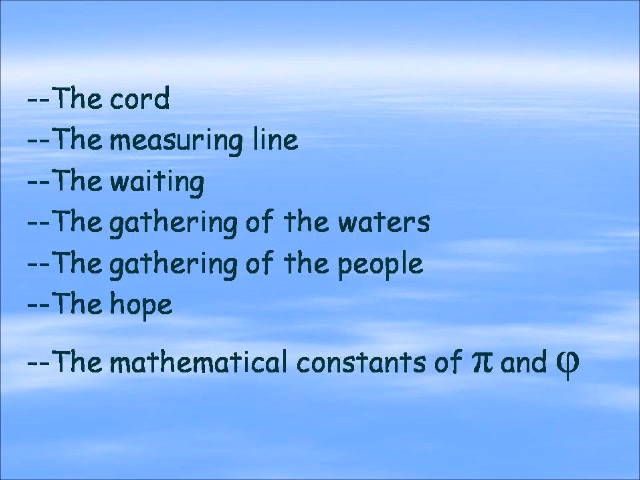 --The cord
--The measuring line
--The waiting
--The gathering of the waters
--The gathering of the people
--The hope
--The mathematical constants of π and φ